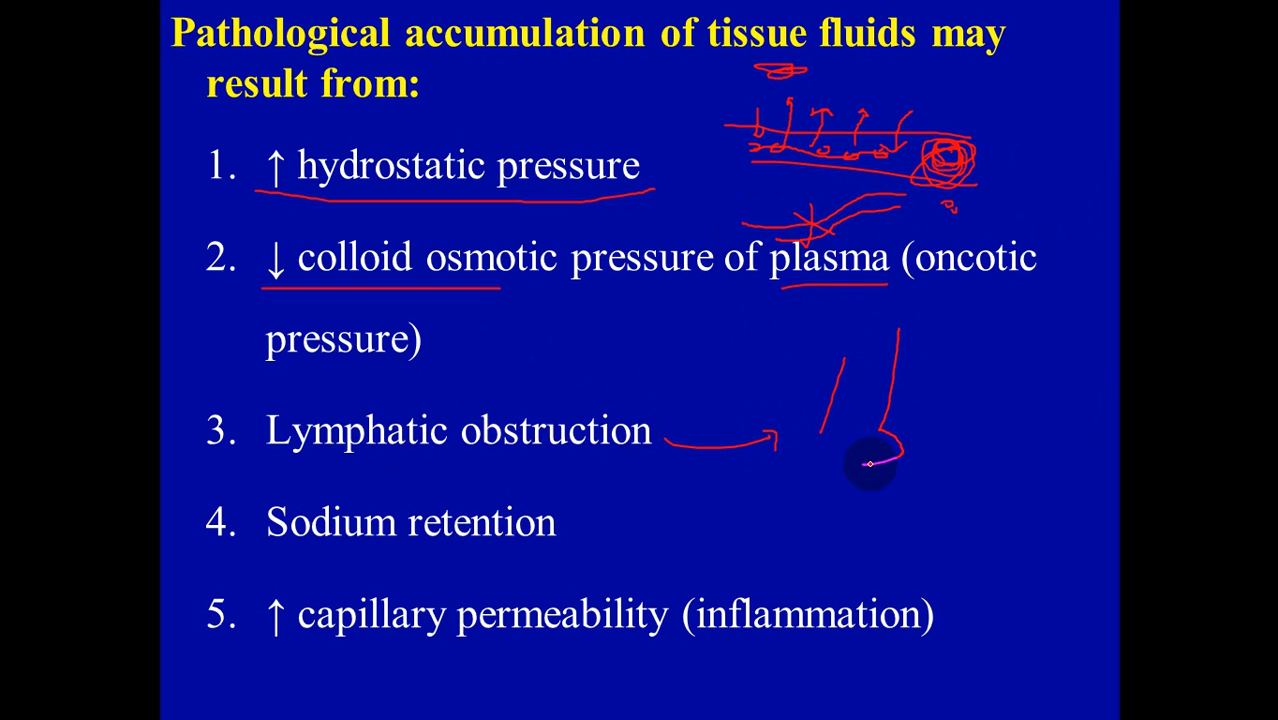 Pathological accumulation of tissue fluids may
result from:
1. ↑ hydrostatic pressure
2. ↓ colloid osmotic pressure of plasma (oncotic
pressure)
3. Lymphatic obstruction
4. Sodium retention
5. ↑ capillary permeability (inflammation)